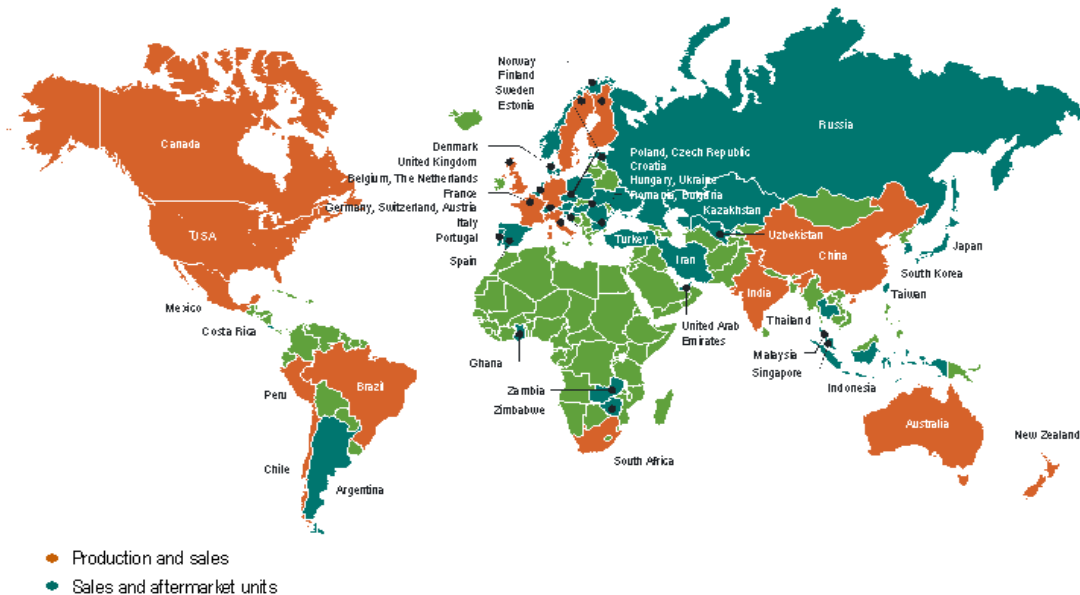 Norway
Finland
Sweden
Estonia
Denmark
United Kingdom
Belgium, The Netherlands
France
Germany, Switzerland, Austria
Italy
Portugal
Spain
Poland, Czech Republic
Croatia
Hungary, Ukraine
Romania, Bulgaria
Russia
Kazakhstan
Uzbekistan
Turkey
Iran
China
India
Japan
South Korea
Taiwan
Thailand
United Arab
Emirates
Malaysia
Singapore
Indonesia
Canada
USA
Mexico
Costa Rica
Peru
Brazil
Chile
Argentina
Ghana
Zambia
Zimbabwe
South Africa
Australia
New Zealand
Production and sales
Sales and aftermarket units